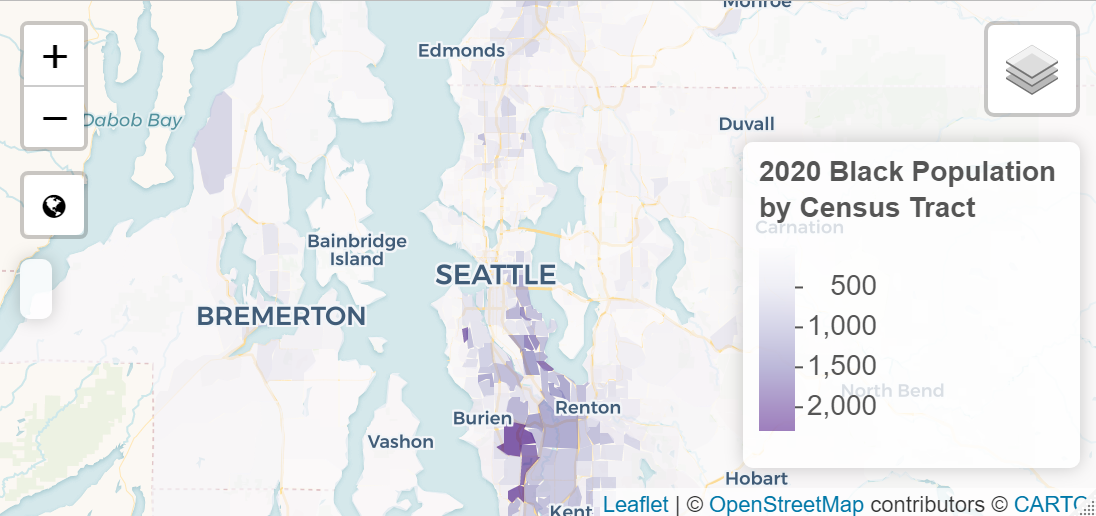 Monroe
Edmonds
+
−
Dabob Bay
Duvall
2020 Black Population
by Census Tract
Carnation
Bainbridge
Island
SEATTLE
500
BREMERTON
1,000
1,500
North Bend
2,000
Renton
Burien
Vashon
Hobart
Kent
Leaflet | © OpenStreetMap contributors © CARTO